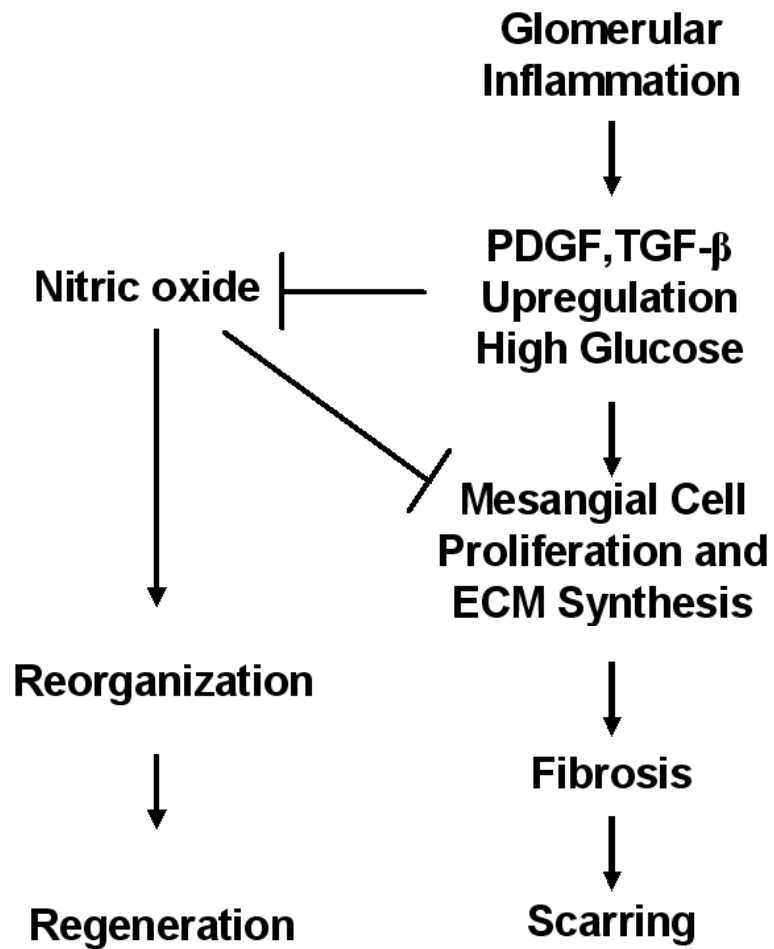 Glomerular
Inflammation
PDGF,TGF-β
Upregulation
High Glucose
Nitric oxide
Mesangial Cell
Proliferation and
ECM Synthesis
Reorganization
Fibrosis
Regeneration
Scarring